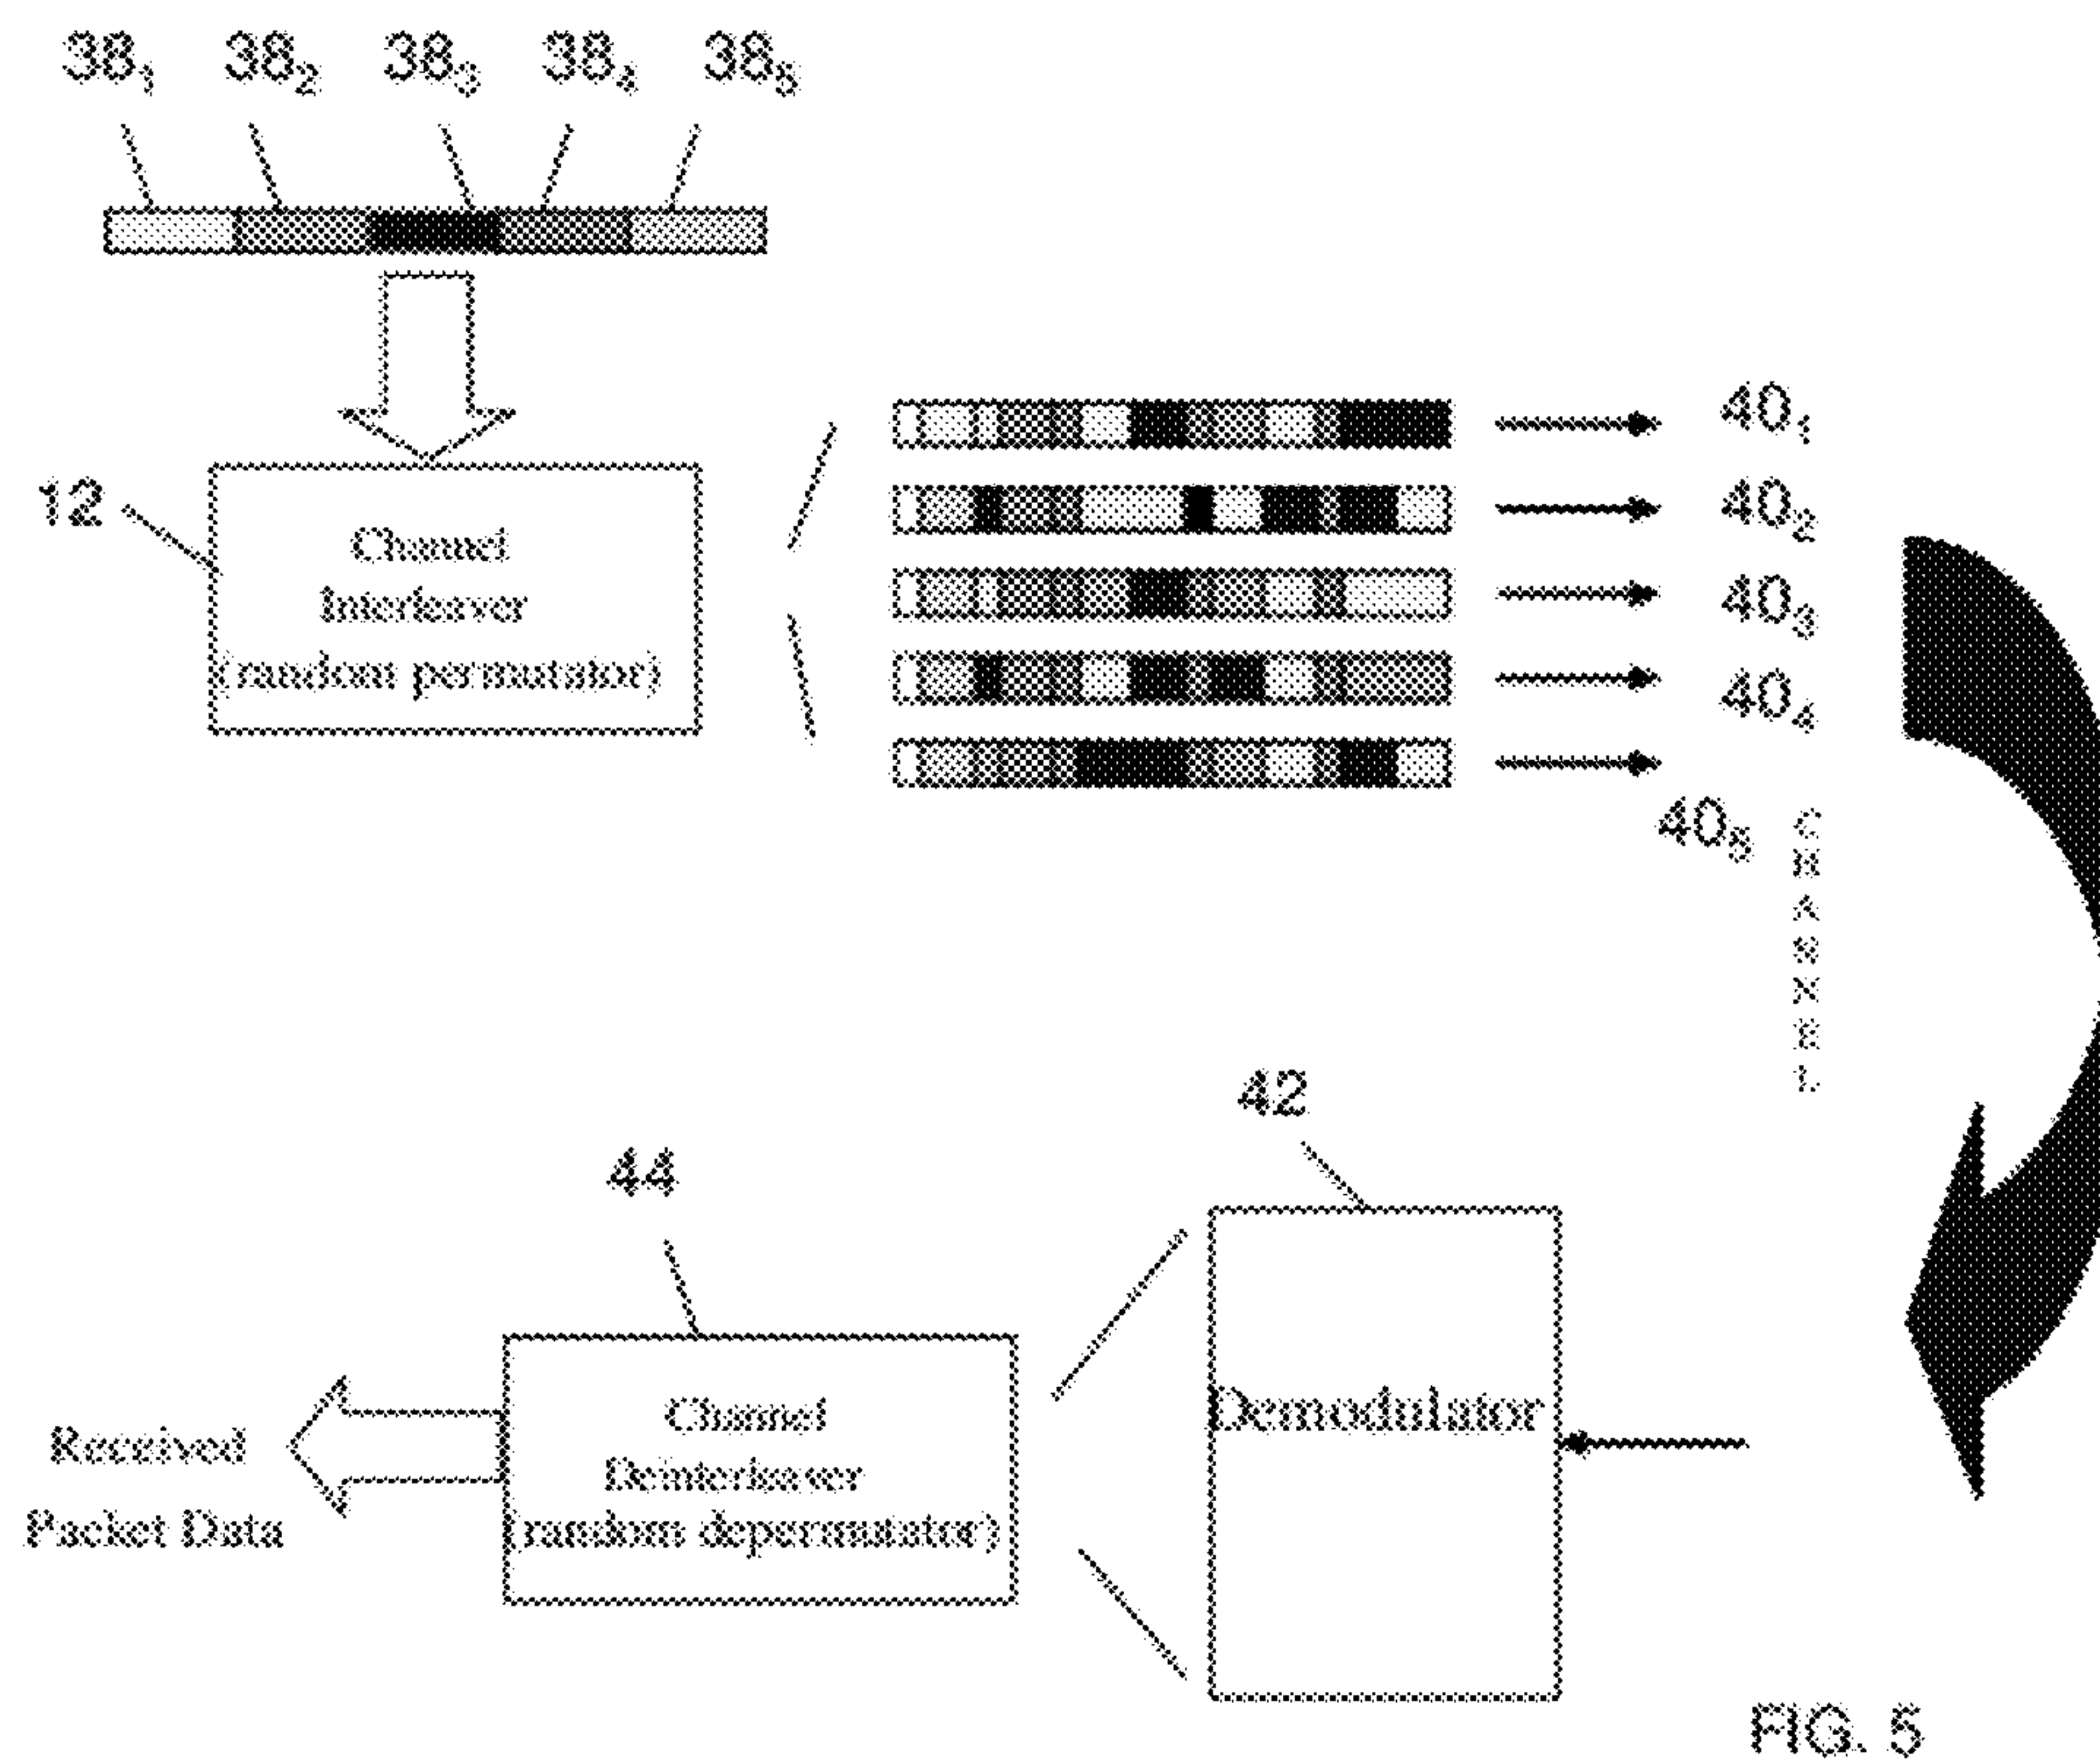 38₁ 38₂ 38₃ 38₄ 38₅
12
Channel
Interleaver
(random permutator)
40₁
40₂
40₃
40₄
40₅
CHANNEL
42
44
Demodulator
Channel
Deinterleaver
(random depermutator)
Received
Packet Data
FIG. 5